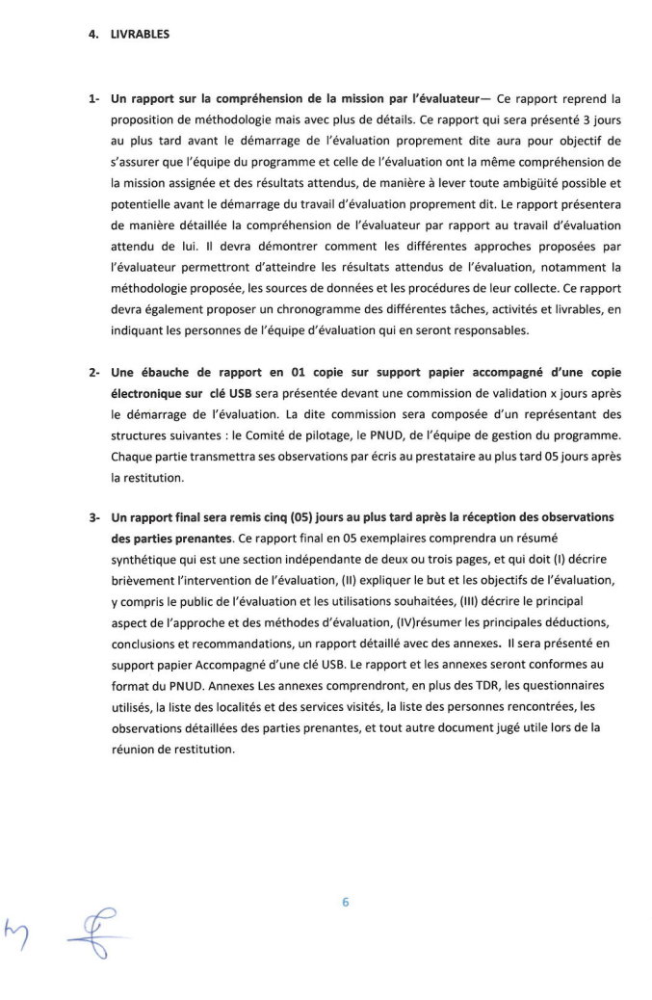 4. LIVRABLES
1- Un rapport sur la compréhension de la mission par l'évaluateur— Ce rapport reprend la
proposition de méthodologie mais avec plus de détails. Ce rapport qui sera présenté 3 jours
au plus tard avant le démarrage de l'évaluation proprement dite aura pour objectif de
s'assurer que l'équipe du programme et celle de l'évaluation ont la même compréhension de
la mission assignée et des résultats attendus, de manière à lever toute ambigüité possible et
potentielle avant le démarrage du travail d'évaluation proprement dit. Le rapport présentera
de manière détaillée la compréhension de l'évaluateur par rapport au travail d'évaluation
attendu de lui. Il devra démontrer comment les différentes approches proposées par
l'évaluateur permettront d'atteindre les résultats attendus de l'évaluation, notamment la
méthodologie proposée, les sources de données et les procédures de leur collecte. Ce rapport
devra également proposer un chronogramme des différentes tâches, activités et livrables, en
indiquant les personnes de l'équipe d'évaluation qui en seront responsables.
2- Une ébauche de rapport en 01 copie sur support papier accompagné d'une copie
électronique sur clé USB sera présentée devant une commission de validation x jours après
le démarrage de l'évaluation. La dite commission sera composée d'un représentant des
structures suivantes : le Comité de pilotage, le PNUD, de l'équipe de gestion du programme.
Chaque partie transmettra ses observations par écris au prestataire au plus tard 05 jours après
la restitution.
3- Un rapport final sera remis cinq (05) jours au plus tard après la réception des observations
des parties prenantes. Ce rapport final en 05 exemplaires comprendra un résumé
synthétique qui est une section indépendante de deux ou trois pages, et qui doit (I) décrire
brièvement l'intervention de l'évaluation, (II) expliquer le but et les objectifs de l'évaluation,
y compris le public de l'évaluation et les utilisations souhaitées, (III) décrire le principal
aspect de l'approche et des méthodes d'évaluation, (IV)résumer les principales déductions,
conclusions et recommandations, un rapport détaillé avec des annexes. Il sera présenté en
support papier Accompagné d'une clé USB. Le rapport et les annexes seront conformes au
format du PNUD. Annexes Les annexes comprendront, en plus des TDR, les questionnaires
utilisés, la liste des localités et des services visités, la liste des personnes rencontrées, les
observations détaillées des parties prenantes, et tout autre document jugé utile lors de la
réunion de restitution.
6